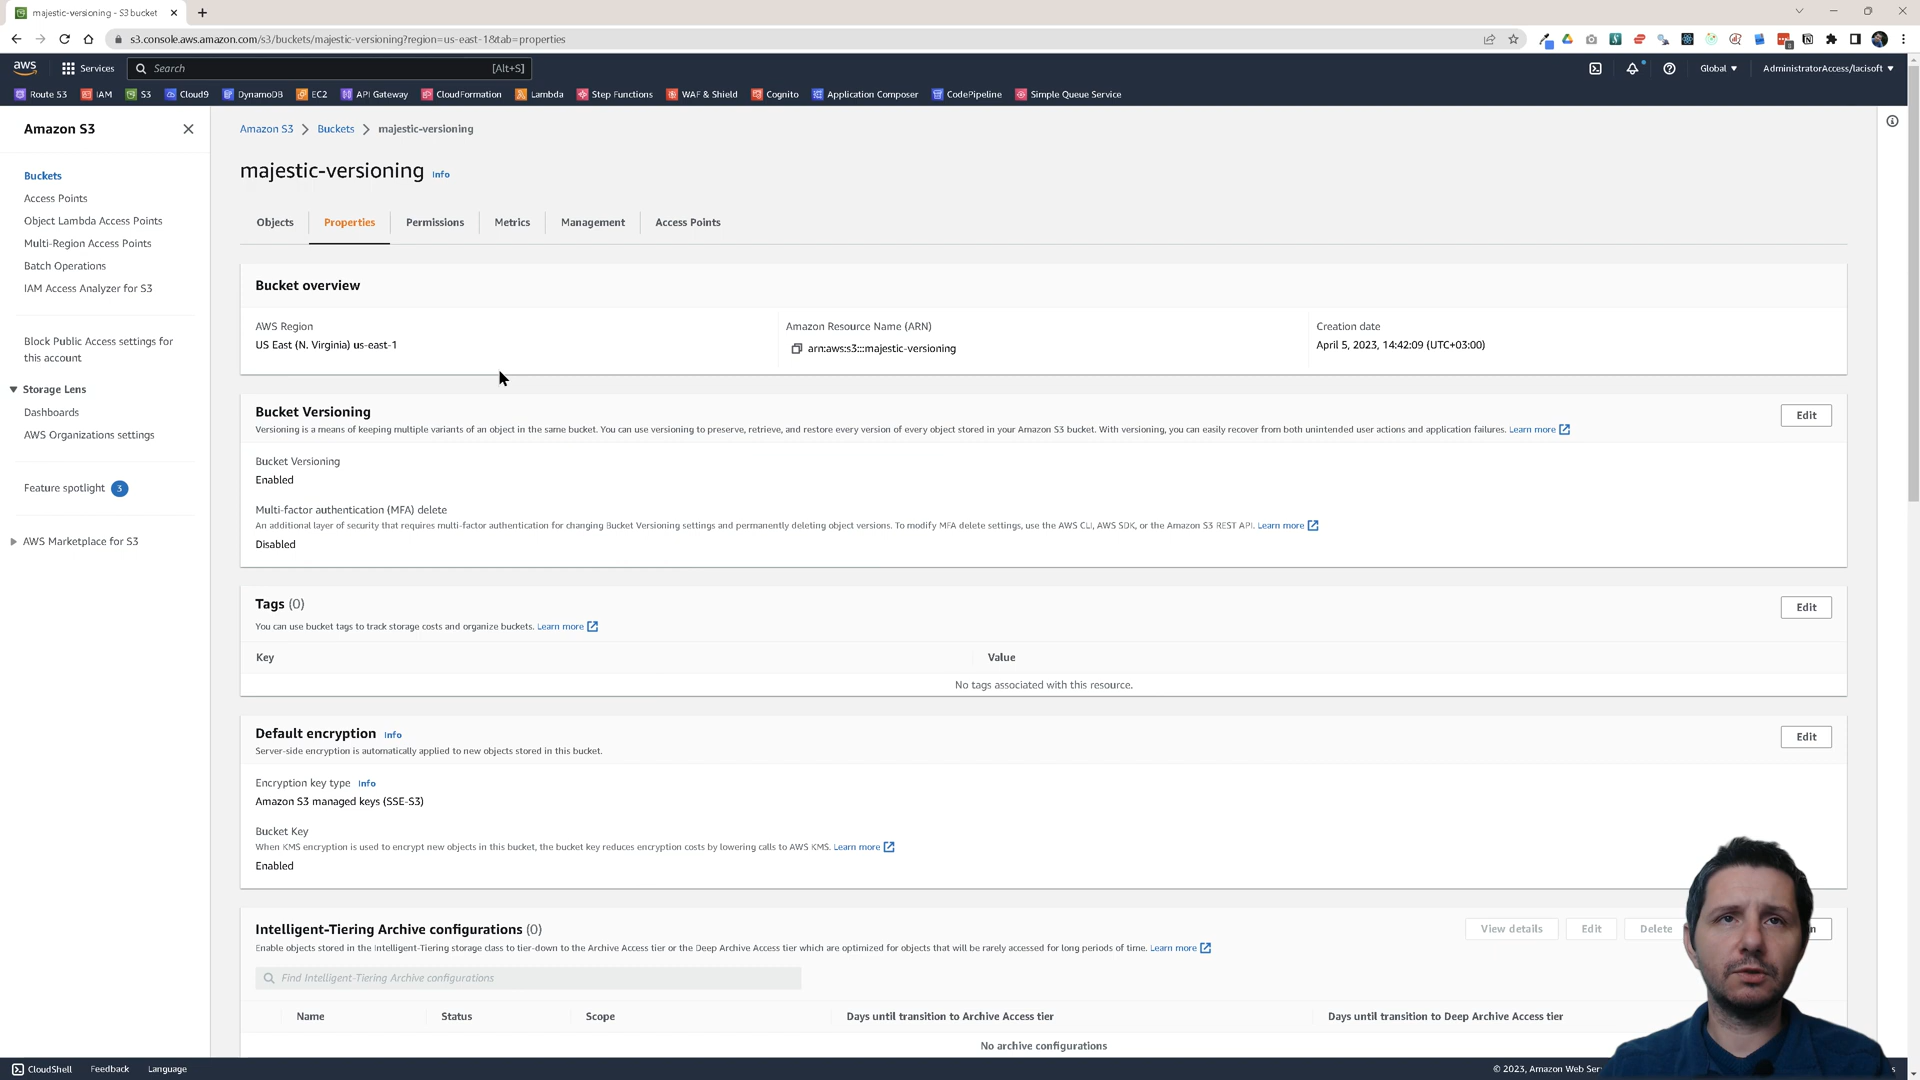 majestic-versioning - S3 bucket
s3.console.aws.amazon.com/s3/buckets/majestic-versioning?region=us-east-1&tab=properties
aws
Services
Search
[Alt+S]
Global
AdministratorAccess/lacisoft
Route 53
IAM
S3
Cloud9
DynamoDB
EC2
API Gateway
CloudFormation
Lambda
Step Functions
WAF & Shield
Cognito
Application Composer
CodePipeline
Simple Queue Service
Amazon S3
Buckets
Access Points
Object Lambda Access Points
Multi-Region Access Points
Batch Operations
IAM Access Analyzer for S3
Block Public Access settings for
this account
Storage Lens
Dashboards
AWS Organizations settings
Feature spotlight 3
AWS Marketplace for S3
Amazon S3 > Buckets > majestic-versioning
majestic-versioning Info
Objects
Properties
Permissions
Metrics
Management
Access Points
Bucket overview
AWS Region
US East (N. Virginia) us-east-1
Amazon Resource Name (ARN)
arn:aws:s3:::majestic-versioning
Creation date
April 5, 2023, 14:42:09 (UTC+03:00)
Bucket Versioning
Edit
Versioning is a means of keeping multiple variants of an object in the same bucket. You can use versioning to preserve, retrieve, and restore every version of every object stored in your Amazon S3 bucket. With versioning, you can easily recover from both unintended user actions and application failures. Learn more
Bucket Versioning
Enabled
Multi-factor authentication (MFA) delete
An additional layer of security that requires multi-factor authentication for changing Bucket Versioning settings and permanently deleting object versions. To modify MFA delete settings, use the AWS CLI, AWS SDK, or the Amazon S3 REST API. Learn more
Disabled
Tags (0)
Edit
You can use bucket tags to track storage costs and organize buckets. Learn more
Key
Value
No tags associated with this resource.
Default encryption Info
Edit
Server-side encryption is automatically applied to new objects stored in this bucket.
Encryption key type Info
Amazon S3 managed keys (SSE-S3)
Bucket Key
When KMS encryption is used to encrypt new objects in this bucket, the bucket key reduces encryption costs by lowering calls to AWS KMS. Learn more
Enabled
Intelligent-Tiering Archive configurations (0)
View details
Edit
Delete
Enable objects stored in the Intelligent-Tiering storage class to tier-down to the Archive Access tier or the Deep Archive Access tier which are optimized for objects that will be rarely accessed for long periods of time. Learn more
Find Intelligent-Tiering Archive configurations
Name
Status
Scope
Days until transition to Archive Access tier
Days until transition to Deep Archive Access tier
No archive configurations
CloudShell
Feedback
Language
© 2023, Amazon Web